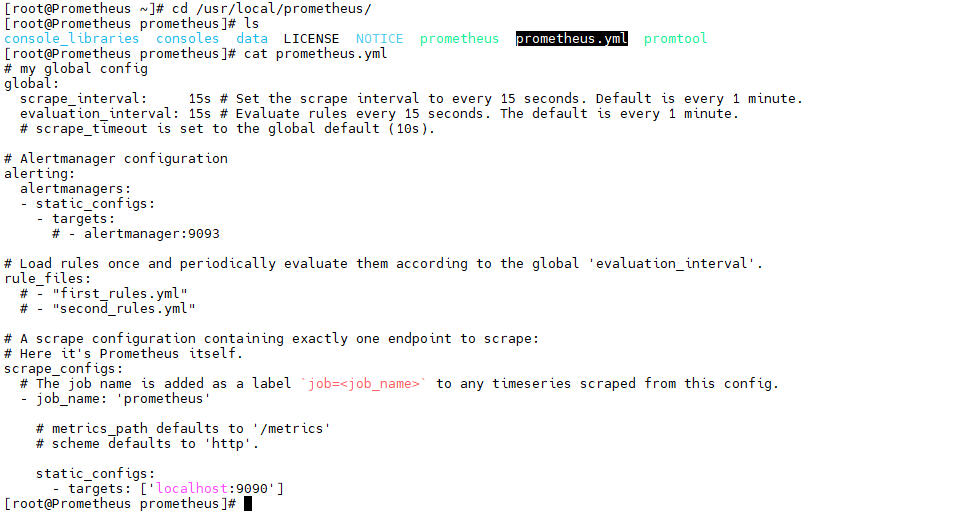 [root@Prometheus ~]# cd /usr/local/prometheus/
[root@Prometheus prometheus]# ls
console_libraries  consoles  data  LICENSE  NOTICE  prometheus  prometheus.yml  promtool
[root@Prometheus prometheus]# cat prometheus.yml
# my global config
global:
  scrape_interval:     15s # Set the scrape interval to every 15 seconds. Default is every 1 minute.
  evaluation_interval: 15s # Evaluate rules every 15 seconds. The default is every 1 minute.
  # scrape_timeout is set to the global default (10s).

# Alertmanager configuration
alerting:
  alertmanagers:
  - static_configs:
    - targets:
      # - alertmanager:9093

# Load rules once and periodically evaluate them according to the global 'evaluation_interval'.
rule_files:
  # - "first_rules.yml"
  # - "second_rules.yml"

# A scrape configuration containing exactly one endpoint to scrape:
# Here it's Prometheus itself.
scrape_configs:
  # The job name is added as a label `job=<job_name>` to any timeseries scraped from this config.
  - job_name: 'prometheus'

    # metrics_path defaults to '/metrics'
    # scheme defaults to 'http'.

    static_configs:
      - targets: ['localhost:9090']
[root@Prometheus prometheus]#